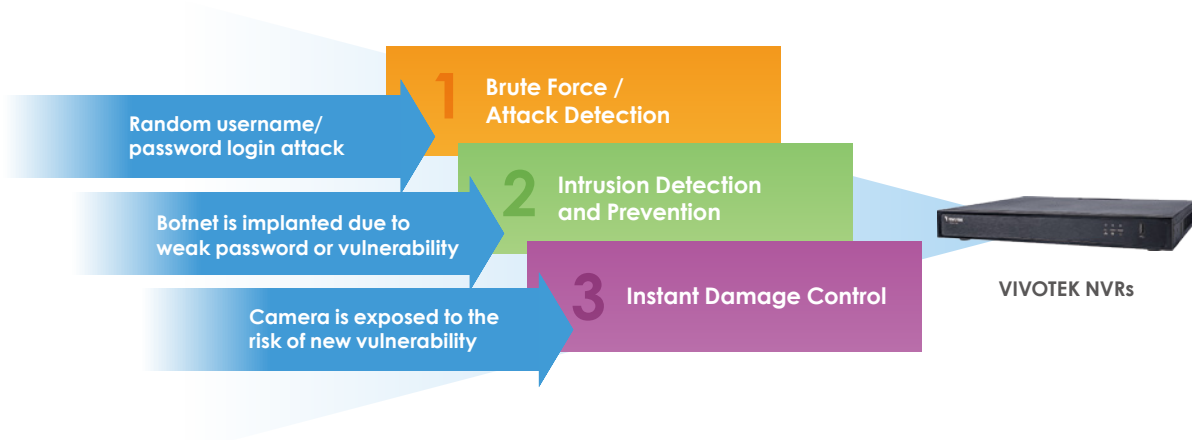 1
Brute Force /
Attack Detection
Random username/
password login attack
2
Intrusion Detection
and Prevention
Botnet is implanted due to
weak password or vulnerability
3
Instant Damage Control
Camera is exposed to the
risk of new vulnerability
VIVOTEK
VIVOTEK NVRs